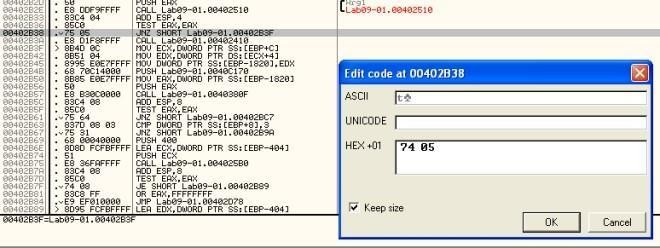 00402B2D . 50 PUSH EAX
00402B2E . E8 DDF9FFFF CALL Lab09-01.00402510
00402B33 . 83C4 04 ADD ESP,4
00402B36 . 85C0 TEST EAX,EAX
00402B38 75 05 JNZ SHORT Lab09-01.00402B3F
00402B3A . E8 D1F8FFFF CALL Lab09-01.00402410
00402B3F > 8B4D 0C MOV ECX,DWORD PTR SS:[EBP+C]
00402B42 . 8B51 04 MOV EDX,DWORD PTR DS:[ECX+4]
00402B45 . 8995 E0E7FFFF MOV DWORD PTR SS:[EBP-1820],EDX
00402B4B . 68 70C14000 PUSH Lab09-01.0040C170
00402B50 . 8B85 E0E7FFFF MOV EAX,DWORD PTR SS:[EBP-1820]
00402B56 . 50 PUSH EAX
00402B57 . E8 B30C0000 CALL Lab09-01.0040380F
00402B5C . 83C4 08 ADD ESP,8
00402B5F . 85C0 TEST EAX,EAX
00402B61 75 64 JNZ SHORT Lab09-01.00402BC7
00402B63 . 837D 08 03 CMP DWORD PTR SS:[EBP+8],3
00402B67 75 31 JNZ SHORT Lab09-01.00402B9A
00402B69 . 68 00040000 PUSH 400
00402B6E . 8D8D FCFBFFFF LEA ECX,DWORD PTR SS:[EBP-404]
00402B74 . 51 PUSH ECX
00402B75 . E8 36FAFFFF CALL Lab09-01.004025B0
00402B7A . 83C4 08 ADD ESP,8
00402B7D . 85C0 TEST EAX,EAX
00402B7F 74 08 JE SHORT Lab09-01.00402B89
00402B81 . 83C8 FF OR EAX,FFFFFFFF
00402B84 E9 EF010000 JMP Lab09-01.00402D78
00402B89 > 8D95 FCFBFFFF LEA EDX,DWORD PTR SS:[EBP-404]
00402B3F=Lab09-01.00402B3F
Arg1
Lab09-01.00402510
Edit code at 00402B38
ASCII t♣
UNICODE
HEX +01 74 05
Keep size
OK Cancel